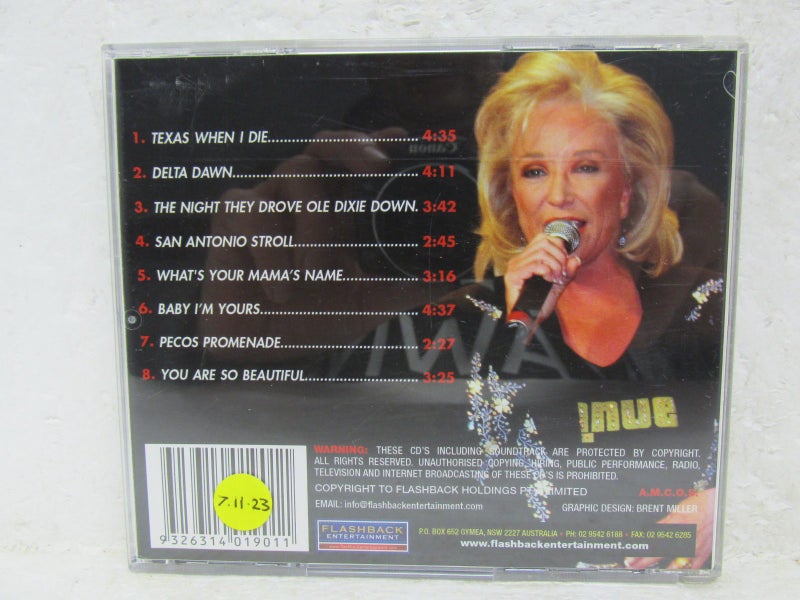 1. TEXAS WHEN I DIE..................................... 4:35
2. DELTA DAWN.............................................. 4:11
3. THE NIGHT THEY DROVE OLE DIXIE DOWN. 3:42
4. SAN ANTONIO STROLL............................... 2:45
5. WHAT'S YOUR MAMA'S NAME................... 3:16
6. BABY I'M YOURS....................................... 4:37
7. PECOS PROMENADE................................. 2:27
8. YOU ARE SO BEAUTIFUL............................ 3:25
WARNING: THESE CD'S INCLUDING SOUNDTRACK ARE PROTECTED BY COPYRIGHT.
ALL RIGHTS RESERVED. UNAUTHORISED COPYING, HIRING, PUBLIC PERFORMANCE, RADIO,
TELEVISION AND INTERNET BROADCASTING OF THESE CD'S IS PROHIBITED.
COPYRIGHT TO FLASHBACK HOLDINGS PTY LIMITED A.M.C.O.S.
EMAIL: info@flashbackentertainment.com GRAPHIC DESIGN: BRENT MILLER
7.11.23
9 326314 019011
FLASHBACK
ENTERTAINMENT
P.O. BOX 652 GYMEA, NSW 2227 AUSTRALIA • PH: 02 9542 6188 • FAX: 02 9542 6285
www.flashbackentertainment.com